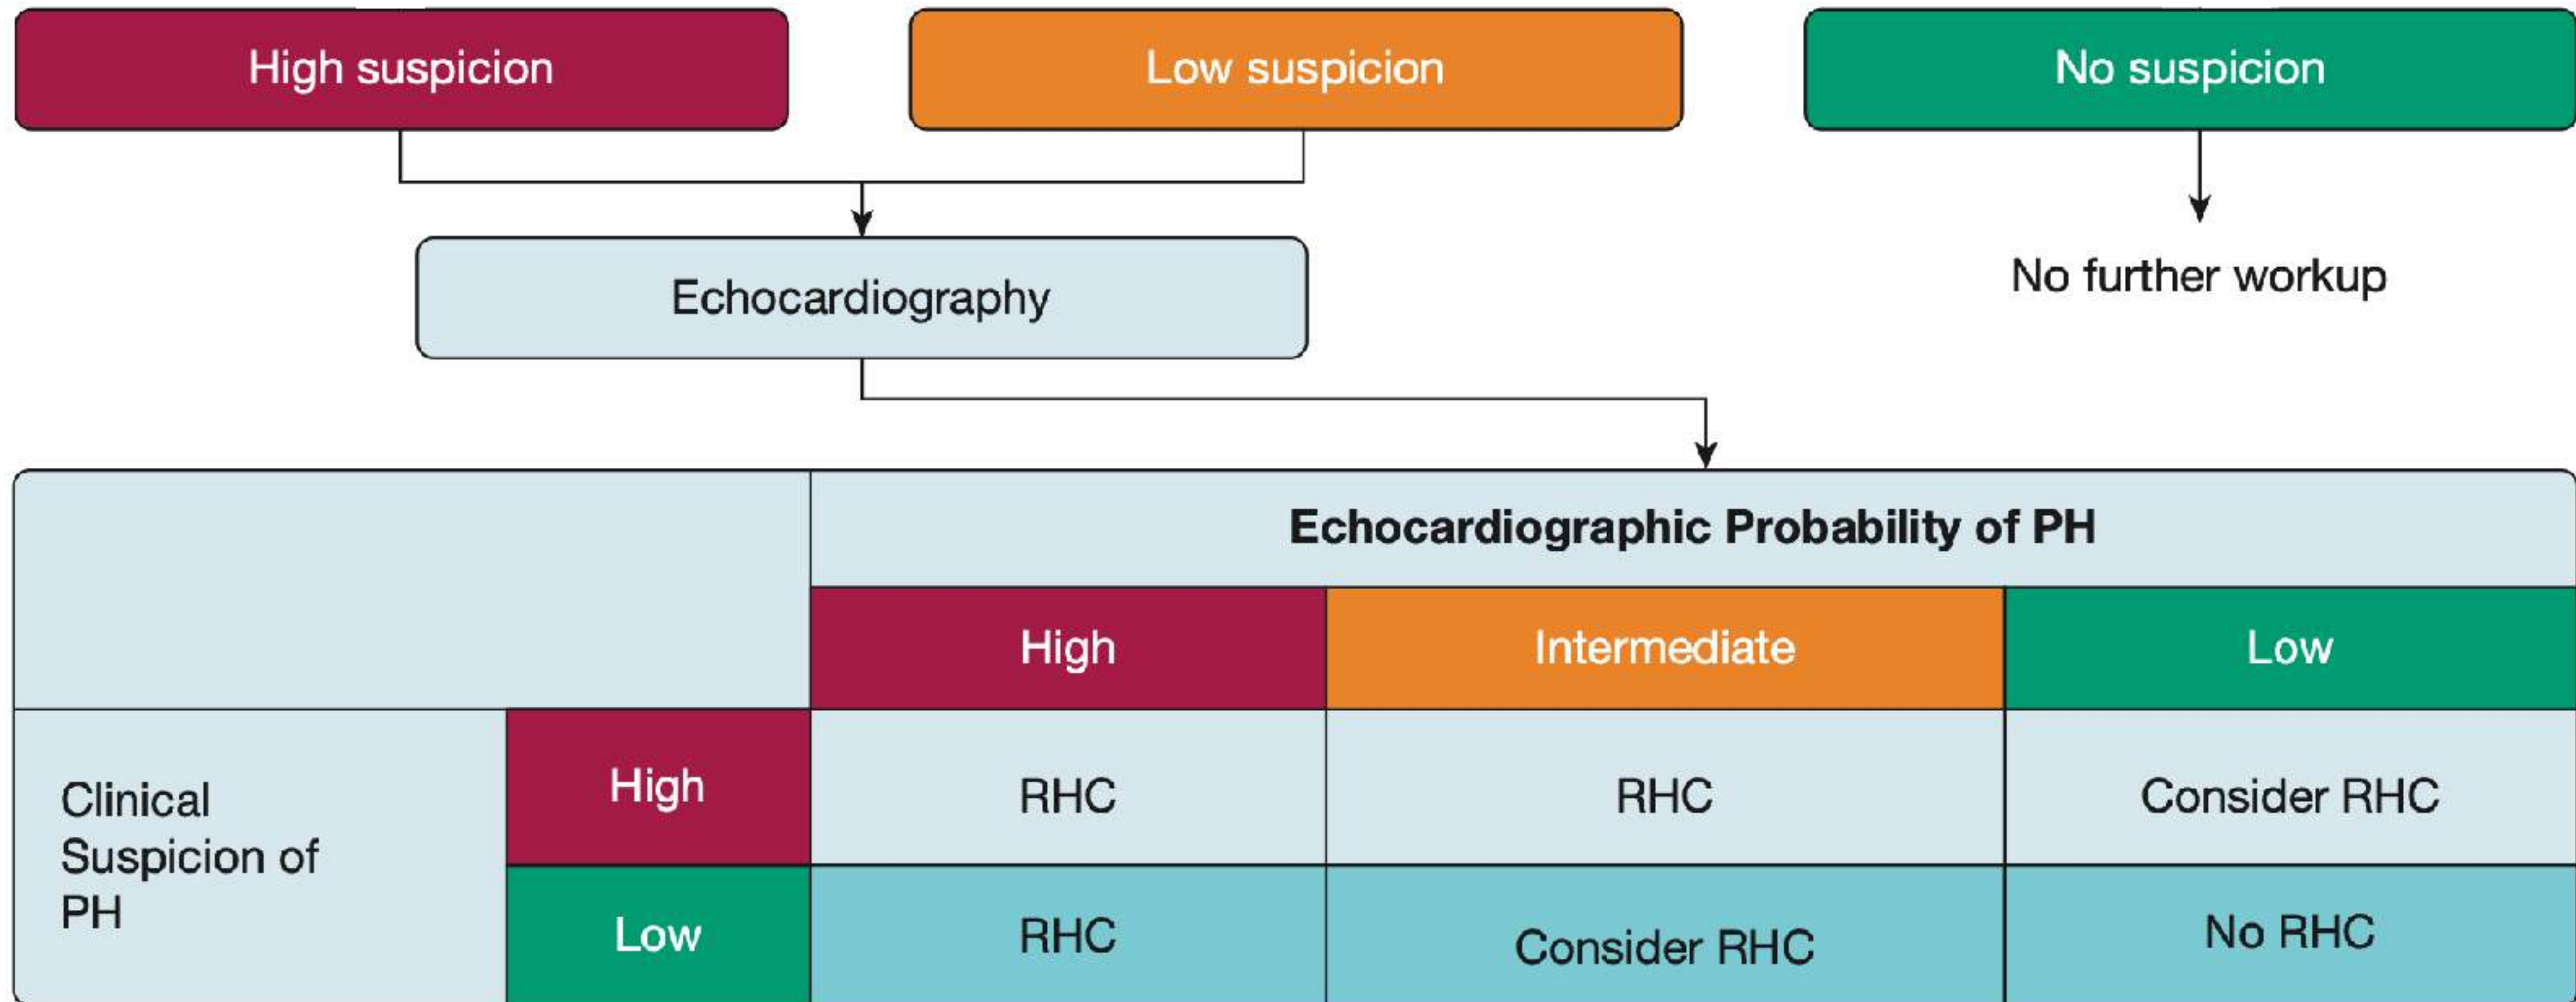 High suspicion
Low suspicion
No suspicion
Echocardiography
No further workup
Echocardiographic Probability of PH
High
Intermediate
Low
Clinical
Suspicion of
PH
High
RHC
RHC
Consider RHC
Low
RHC
Consider RHC
No RHC